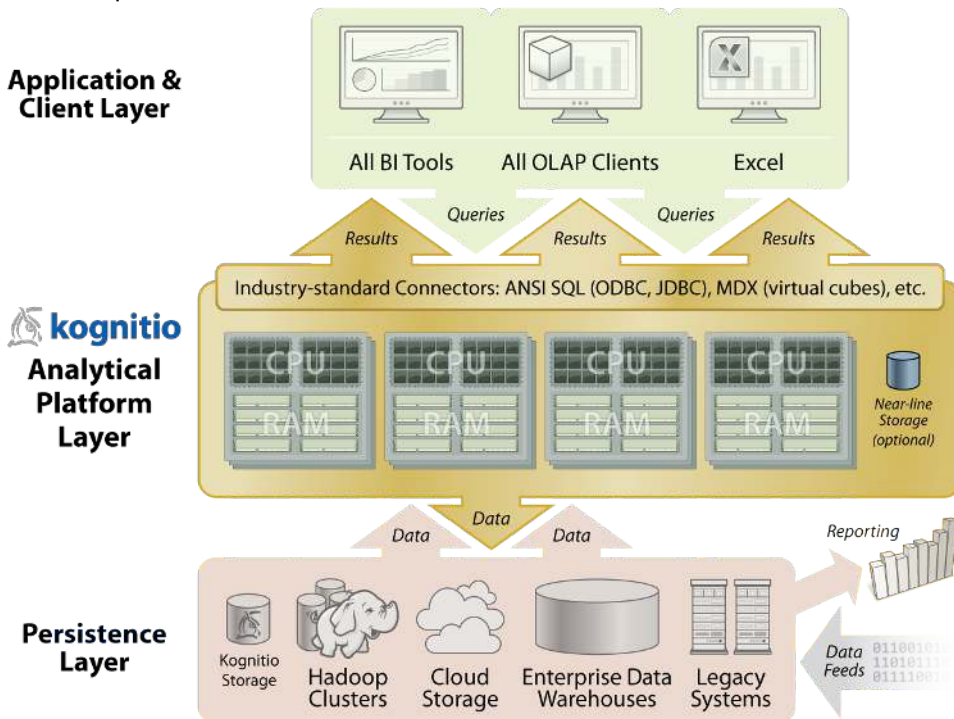 Application &
Client Layer
All BI Tools
All OLAP Clients
Excel
Queries
Queries
Results
Results
Results
Industry-standard Connectors: ANSI SQL (ODBC, JDBC), MDX (virtual cubes), etc.
kognitio
Analytical
Platform
Layer
CPU
CPU
CPU
CPU
RAM
RAM
RAM
RAM
Near-line
Storage
(optional)
Data
Data
Data
Reporting
Persistence
Layer
Kognitio
Storage
Hadoop
Clusters
Cloud
Storage
Enterprise Data
Warehouses
Legacy
Systems
Data
Feeds
01100101
11010111
01111001